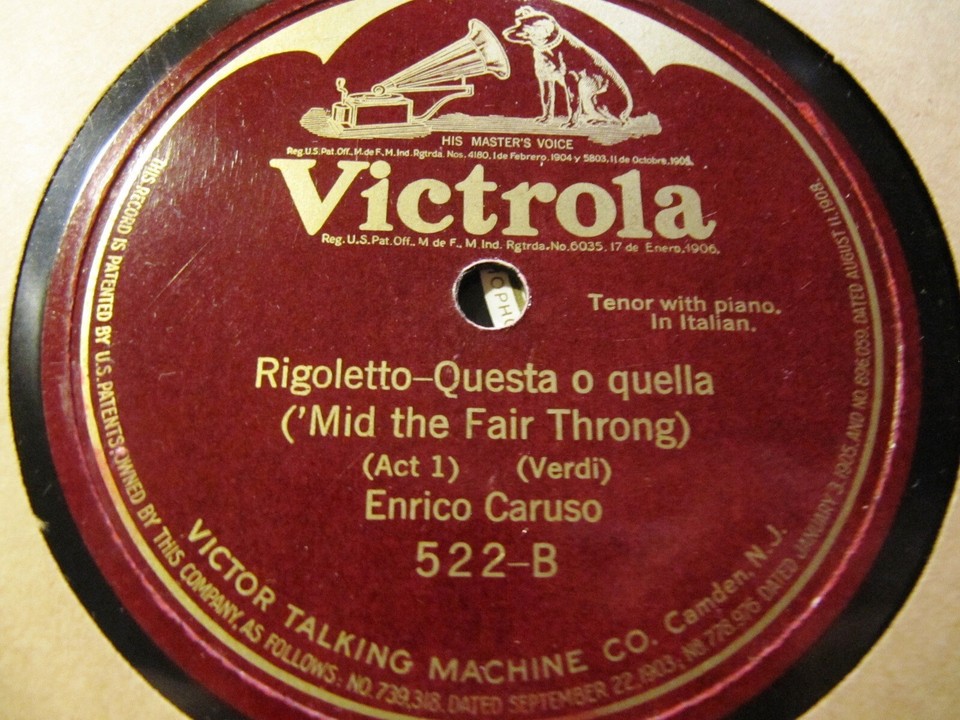 HIS MASTER'S VOICE
Reg. U.S. Pat. Off., M. de F., M. Ind. Rgtrda. Nos. 4180, 1 de Febrero, 1904 y 5803, 11 de Octubre, 1905.
Victrola
Reg. U.S. Pat. Off., M de F., M Ind. Rgtrda. No. 6035, 17 de Enero, 1906.
OPHO
Tenor with piano.
In Italian.
Rigoletto–Questa o quella
('Mid the Fair Throng)
(Act 1) (Verdi)
Enrico Caruso
522–B
VICTOR TALKING MACHINE CO. Camden, N. J.
THIS RECORD IS PATENTED BY U.S. PATENTS, OWNED BY THIS COMPANY, AS FOLLOWS: NO. 739,318, DATED SEPTEMBER 22, 1903; No. 778,976 DATED JANUARY 3, 1905, AND NO. 896,059, DATED AUGUST 11, 1908.